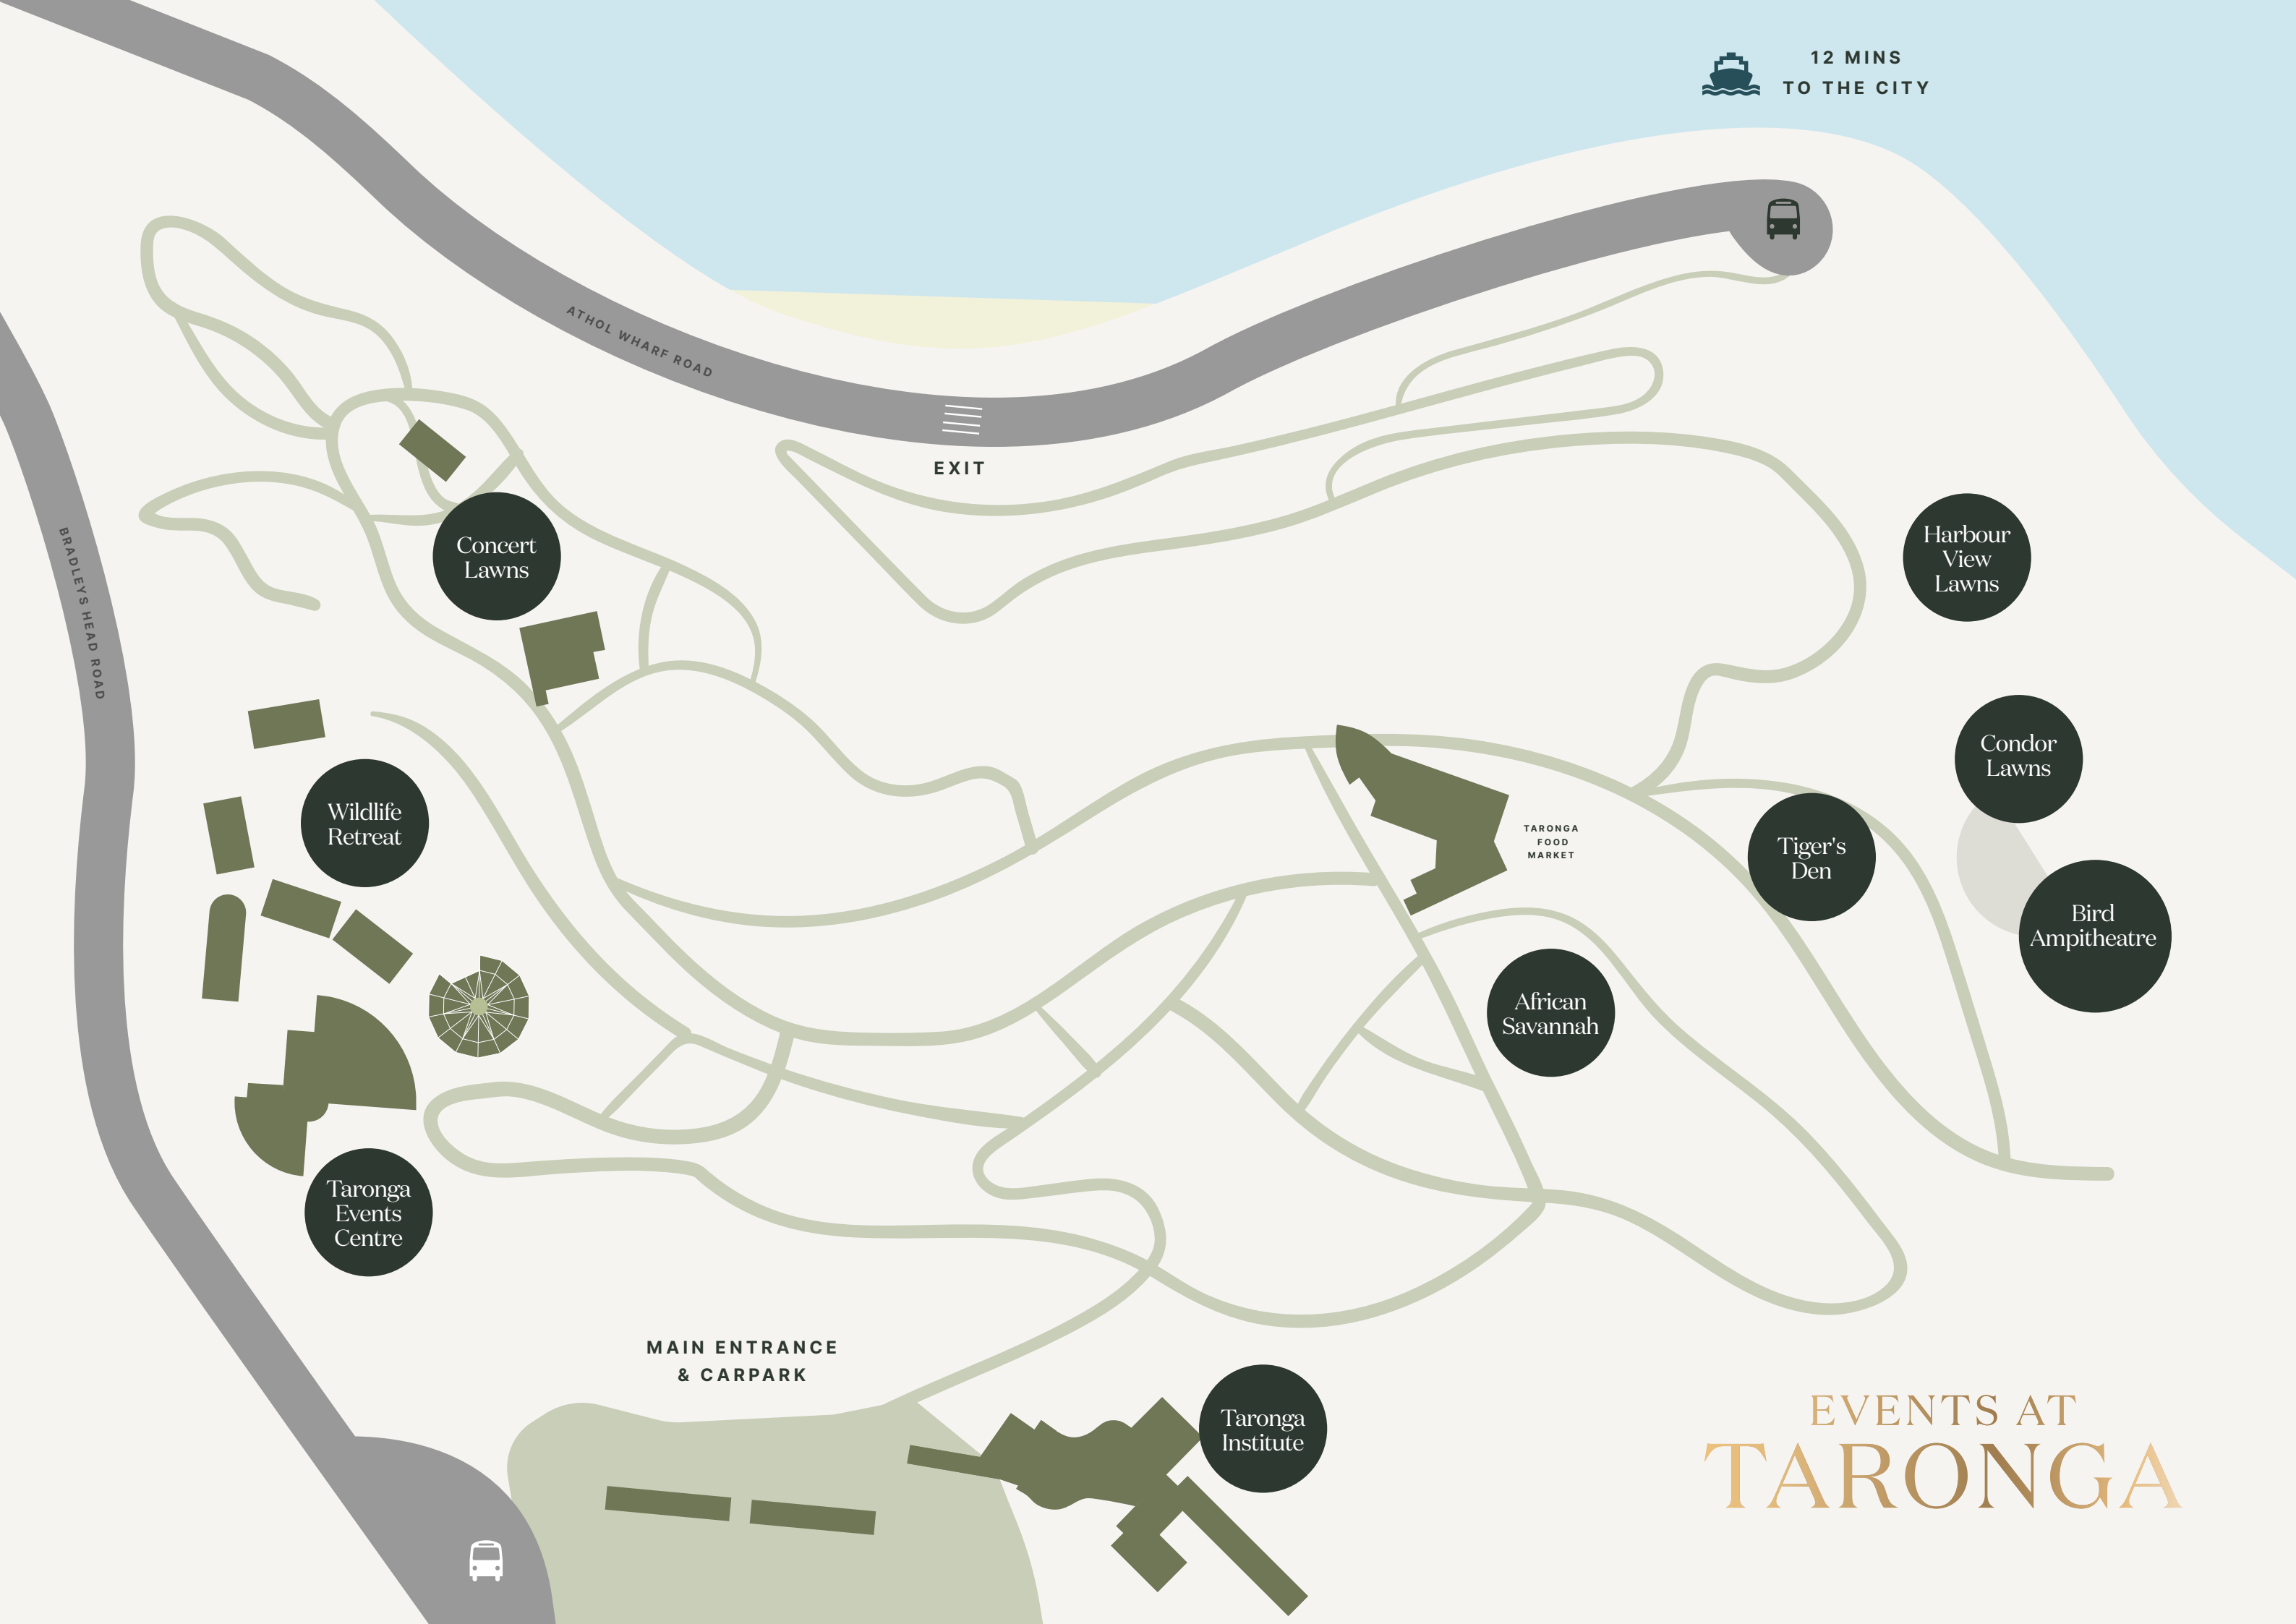 12 MINS
TO THE CITY
ATHOL WHARF ROAD
EXIT
BRADLEYS HEAD ROAD
Concert
Lawns
Harbour
View
Lawns
Condor
Lawns
Wildlife
Retreat
TARONGA
FOOD
MARKET
Tiger's
Den
Bird
Ampitheatre
African
Savannah
Taronga
Events
Centre
MAIN ENTRANCE
& CARPARK
Taronga
Institute
EVENTS AT
TARONGA